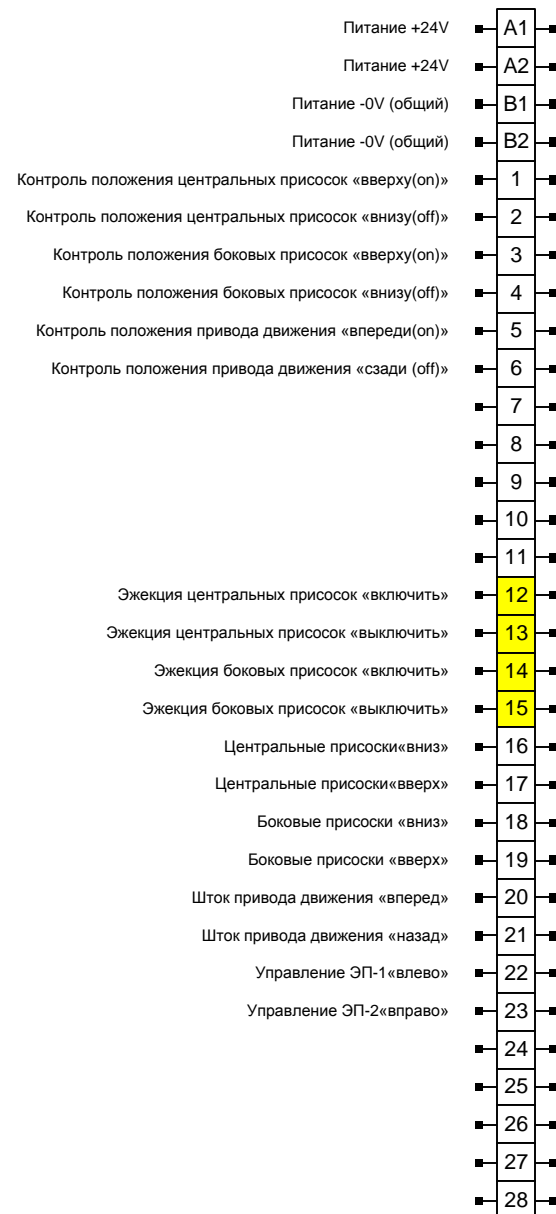 Питание +24V A1
Питание +24V A2
Питание -0V (общий) B1
Питание -0V (общий) B2
Контроль положения центральных присосок «вверху(on)» 1
Контроль положения центральных присосок «внизу(off)» 2
Контроль положения боковых присосок «вверху(on)» 3
Контроль положения боковых присосок «внизу(off)» 4
Контроль положения привода движения «впереди(on)» 5
Контроль положения привода движения «сзади (off)» 6
7
8
9
10
11
Эжекция центральных присосок «включить» 12
Эжекция центральных присосок «выключить» 13
Эжекция боковых присосок «включить» 14
Эжекция боковых присосок «выключить» 15
Центральные присоски«вниз» 16
Центральные присоски«вверх» 17
Боковые присоски «вниз» 18
Боковые присоски «вверх» 19
Шток привода движения «вперед» 20
Шток привода движения «назад» 21
Управление ЭП-1«влево» 22
Управление ЭП-2«вправо» 23
24
25
26
27
28